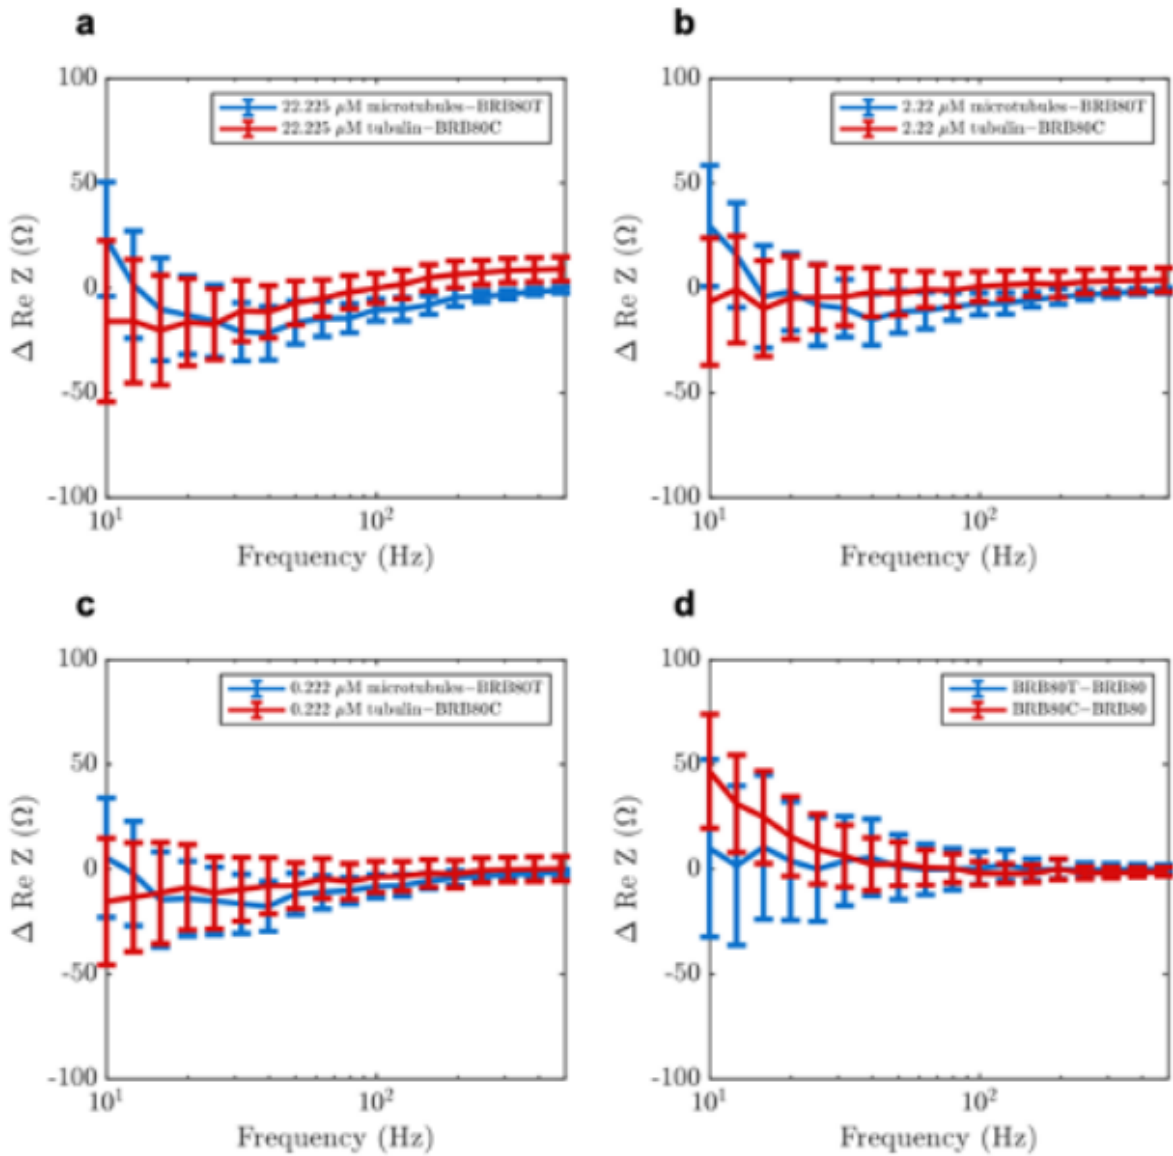 a
100
50
0
-50
-100
Δ Re Z (Ω)
22.225 μM microtubules−BRB80T
22.225 μM tubulin−BRB80C
10¹
10²
Frequency (Hz)
b
100
50
0
-50
-100
Δ Re Z (Ω)
2.22 μM microtubules−BRB80T
2.22 μM tubulin−BRB80C
10¹
10²
Frequency (Hz)
c
100
50
0
-50
-100
Δ Re Z (Ω)
0.222 μM microtubules−BRB80T
0.222 μM tubulin−BRB80C
10¹
10²
Frequency (Hz)
d
100
50
0
-50
-100
Δ Re Z (Ω)
BRB80T−BRB80
BRB80C−BRB80
10¹
10²
Frequency (Hz)